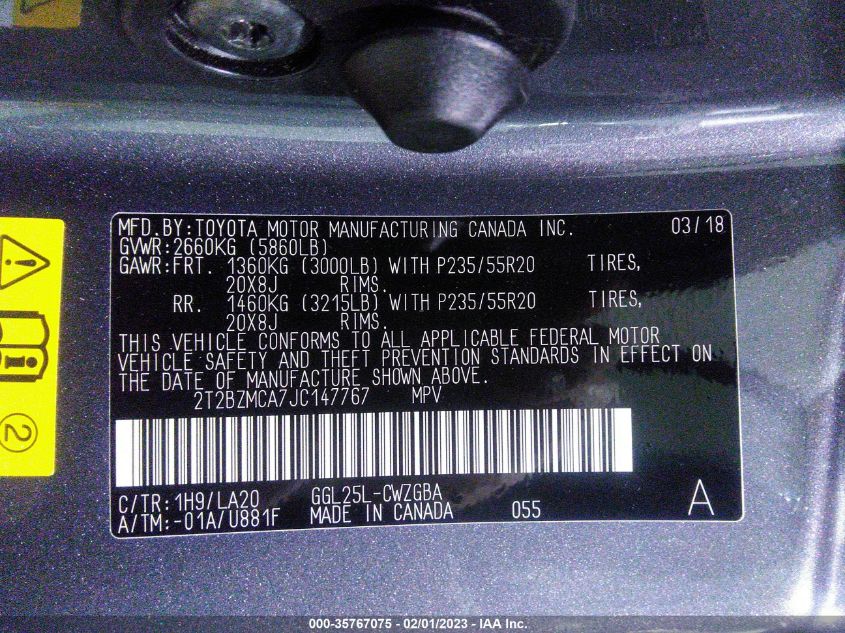 MFD.BY:TOYOTA MOTOR MANUFACTURING CANADA INC. 03/18
GVWR:2660KG (5860LB)
GAWR:FRT. 1360KG (3000LB) WITH P235/55R20 TIRES,
20X8J RIMS.
RR. 1460KG (3215LB) WITH P235/55R20 TIRES,
20X8J RIMS.
THIS VEHICLE CONFORMS TO ALL APPLICABLE FEDERAL MOTOR
VEHICLE SAFETY AND THEFT PREVENTION STANDARDS IN EFFECT ON
THE DATE OF MANUFACTURE SHOWN ABOVE.
2T2BZMCA7JC147767 MPV
2
C/TR:1H9/LA20 GGL25L-CWZGBA
A/TM:-01A/U881F MADE IN CANADA 055 A
000-35767075 - 02/01/2023 - IAA Inc.